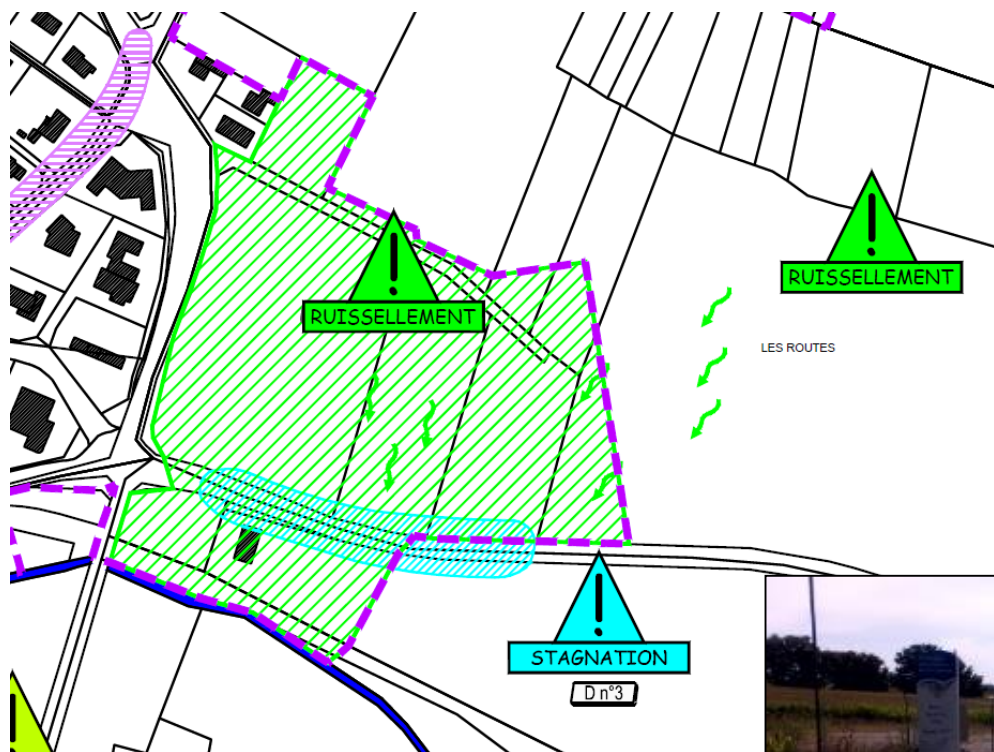 RUISSELLEMENT
RUISSELLEMENT
LES ROUTES
STAGNATION
D n°3